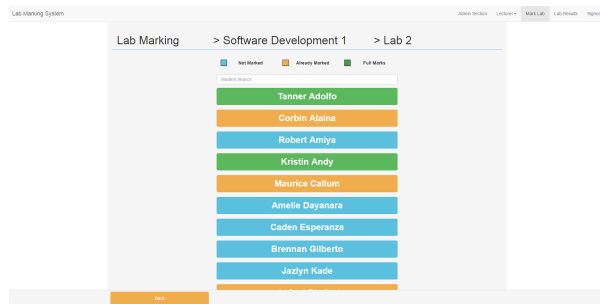 Lab Marking System
Admin Section Lecturer Mark Lab Lab Results Signout
Lab Marking > Software Development 1 > Lab 2
Not Marked Already Marked Full Marks
Student Search
Tanner Adolfo
Corbin Alaina
Robert Amiya
Kristin Andy
Maurice Callum
Amelie Dayanara
Caden Esperanza
Brennan Gilberto
Jazlyn Kade
Back